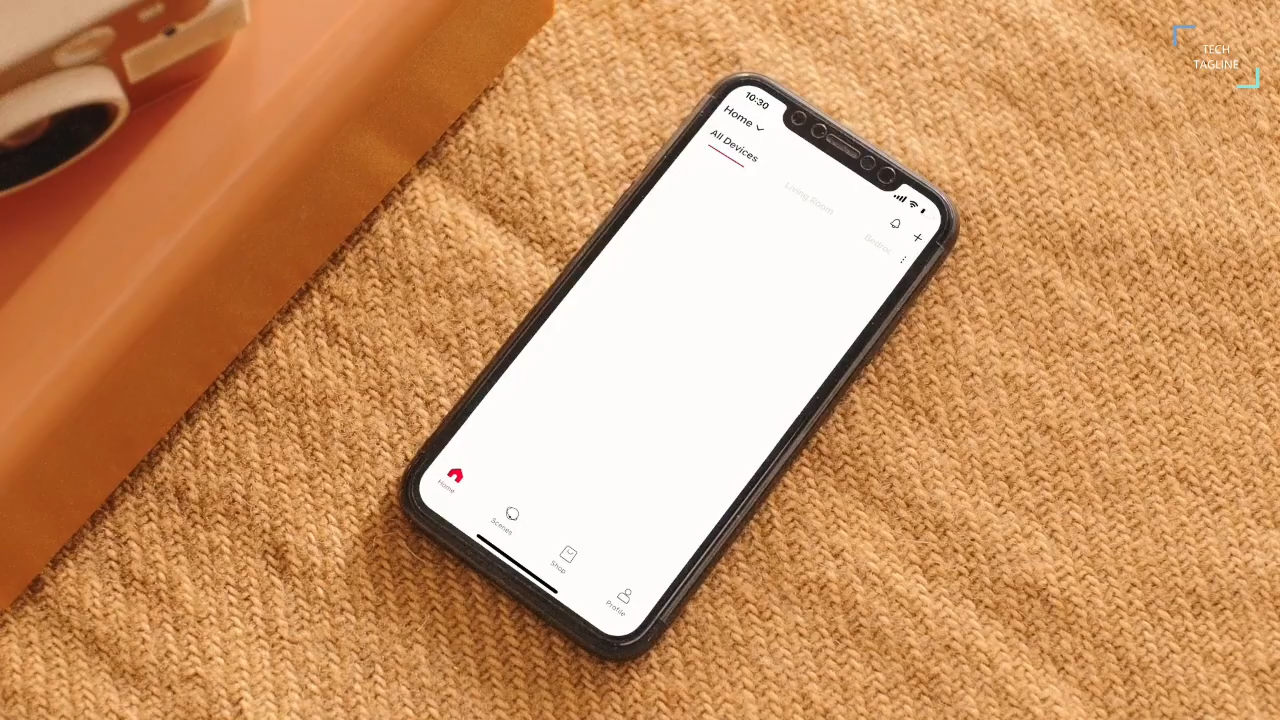 TECH
TAGLINE
10:30
Home
All Devices
Living Room
Home
Scenes
Shop
Profile